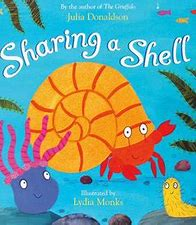 By the author of The Gruffalo
Julia Donaldson
Sharing a Shell
Illustrated by
Lydia Monks